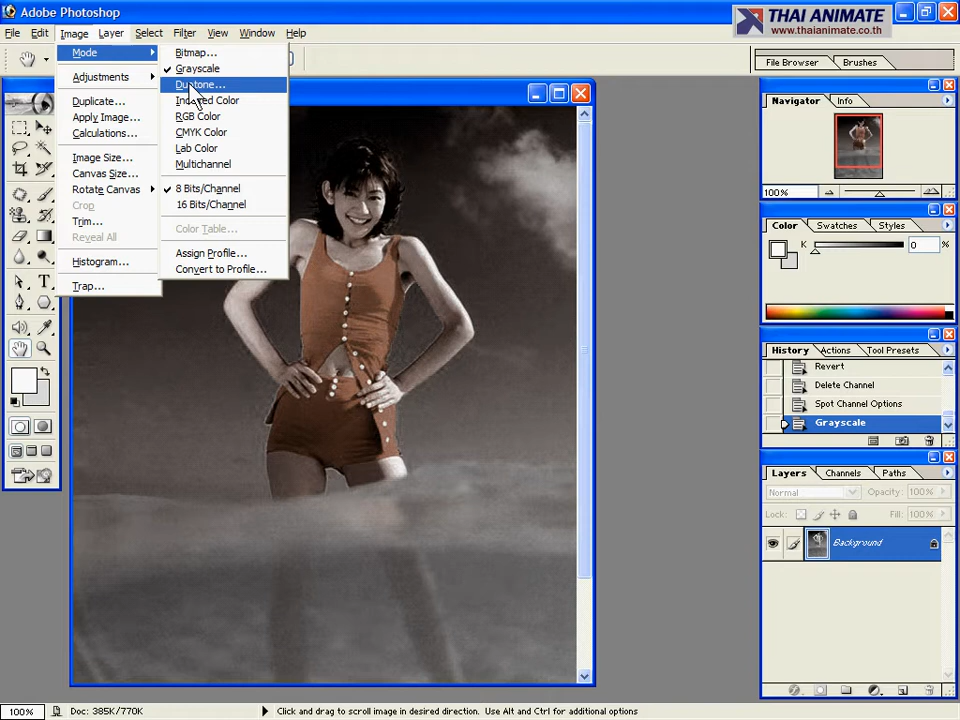 Adobe Photoshop
THAI ANIMATE
www.thaianimate.co.th
File Edit Image Layer Select Filter View Window Help
Mode
Adjustments
Duplicate...
Apply Image...
Calculations...
Image Size...
Canvas Size...
Rotate Canvas
Crop
Trim...
Reveal All
Histogram...
Trap...
Bitmap...
Grayscale
Duotone...
Indexed Color
RGB Color
CMYK Color
Lab Color
Multichannel
8 Bits/Channel
16 Bits/Channel
Color Table...
Assign Profile...
Convert to Profile...
File Browser Brushes
Navigator Info
100%
Color Swatches Styles
K 0 %
History Actions Tool Presets
Revert
Delete Channel
Spot Channel Options
Grayscale
Layers Channels Paths
Normal Opacity: 100%
Lock: Fill: 100%
Background
100% Doc: 385K/770K Click and drag to scroll image in desired direction. Use Alt and Ctrl for additional options